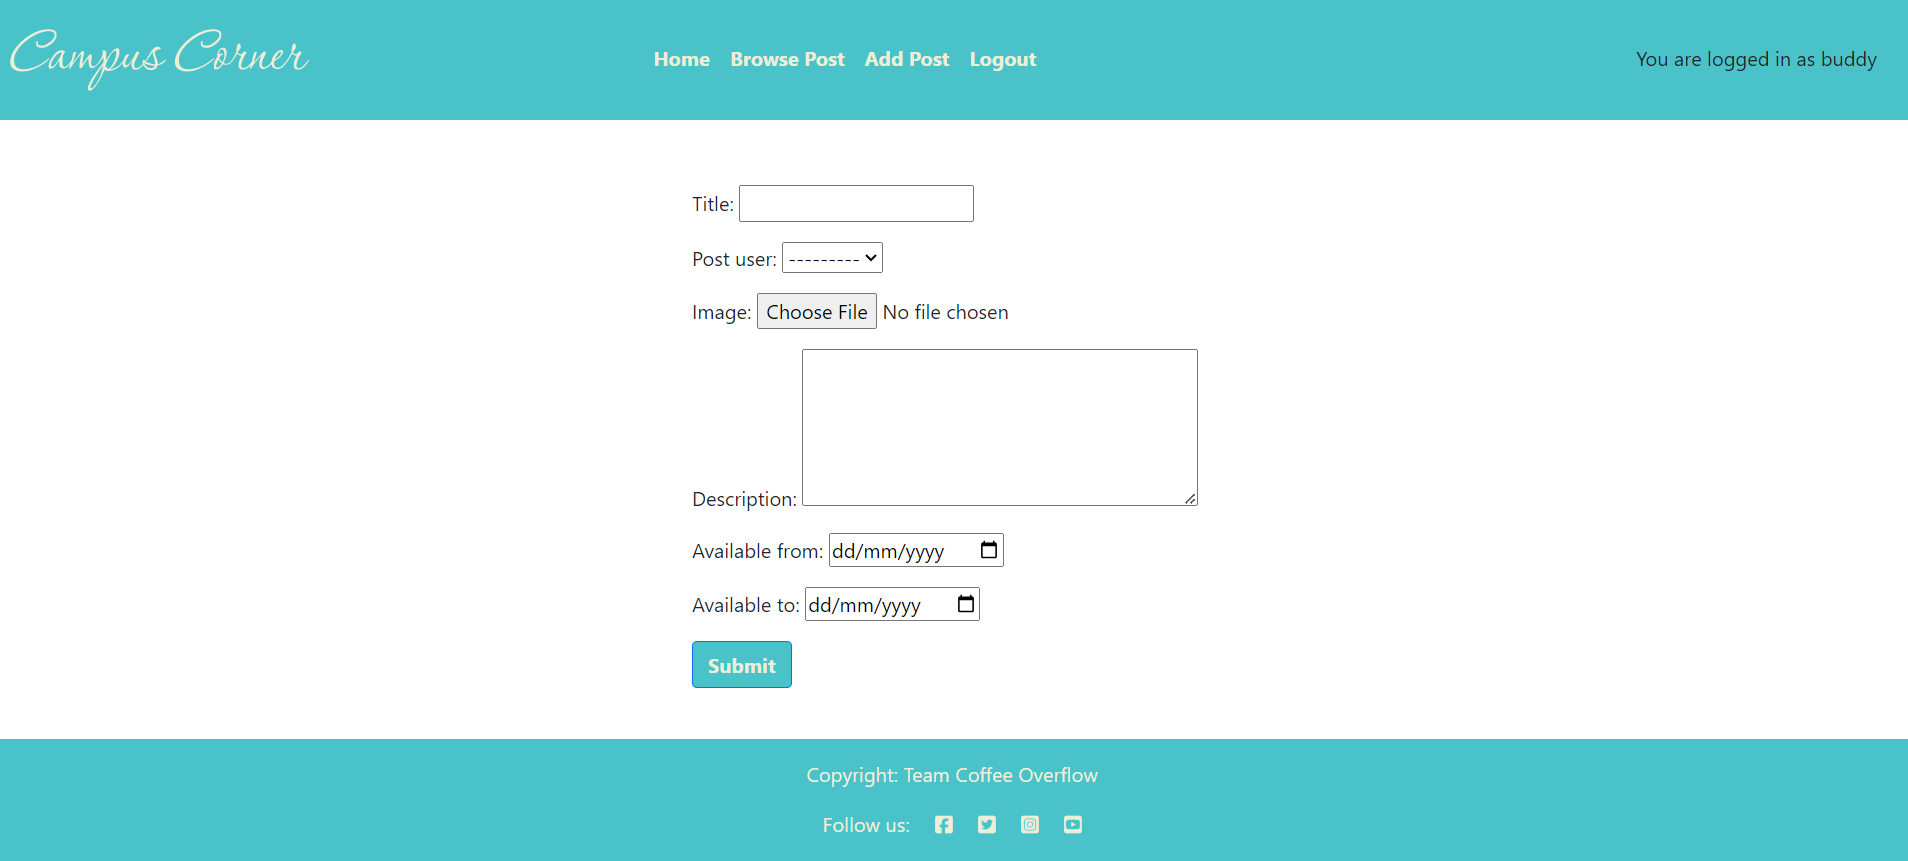 Campus Corner
Home Browse Post Add Post Logout
You are logged in as buddy
Title:
Post user: ---------
Image: Choose File No file chosen
Description:
Available from: dd/mm/yyyy
Available to: dd/mm/yyyy
Submit
Copyright: Team Coffee Overflow
Follow us: